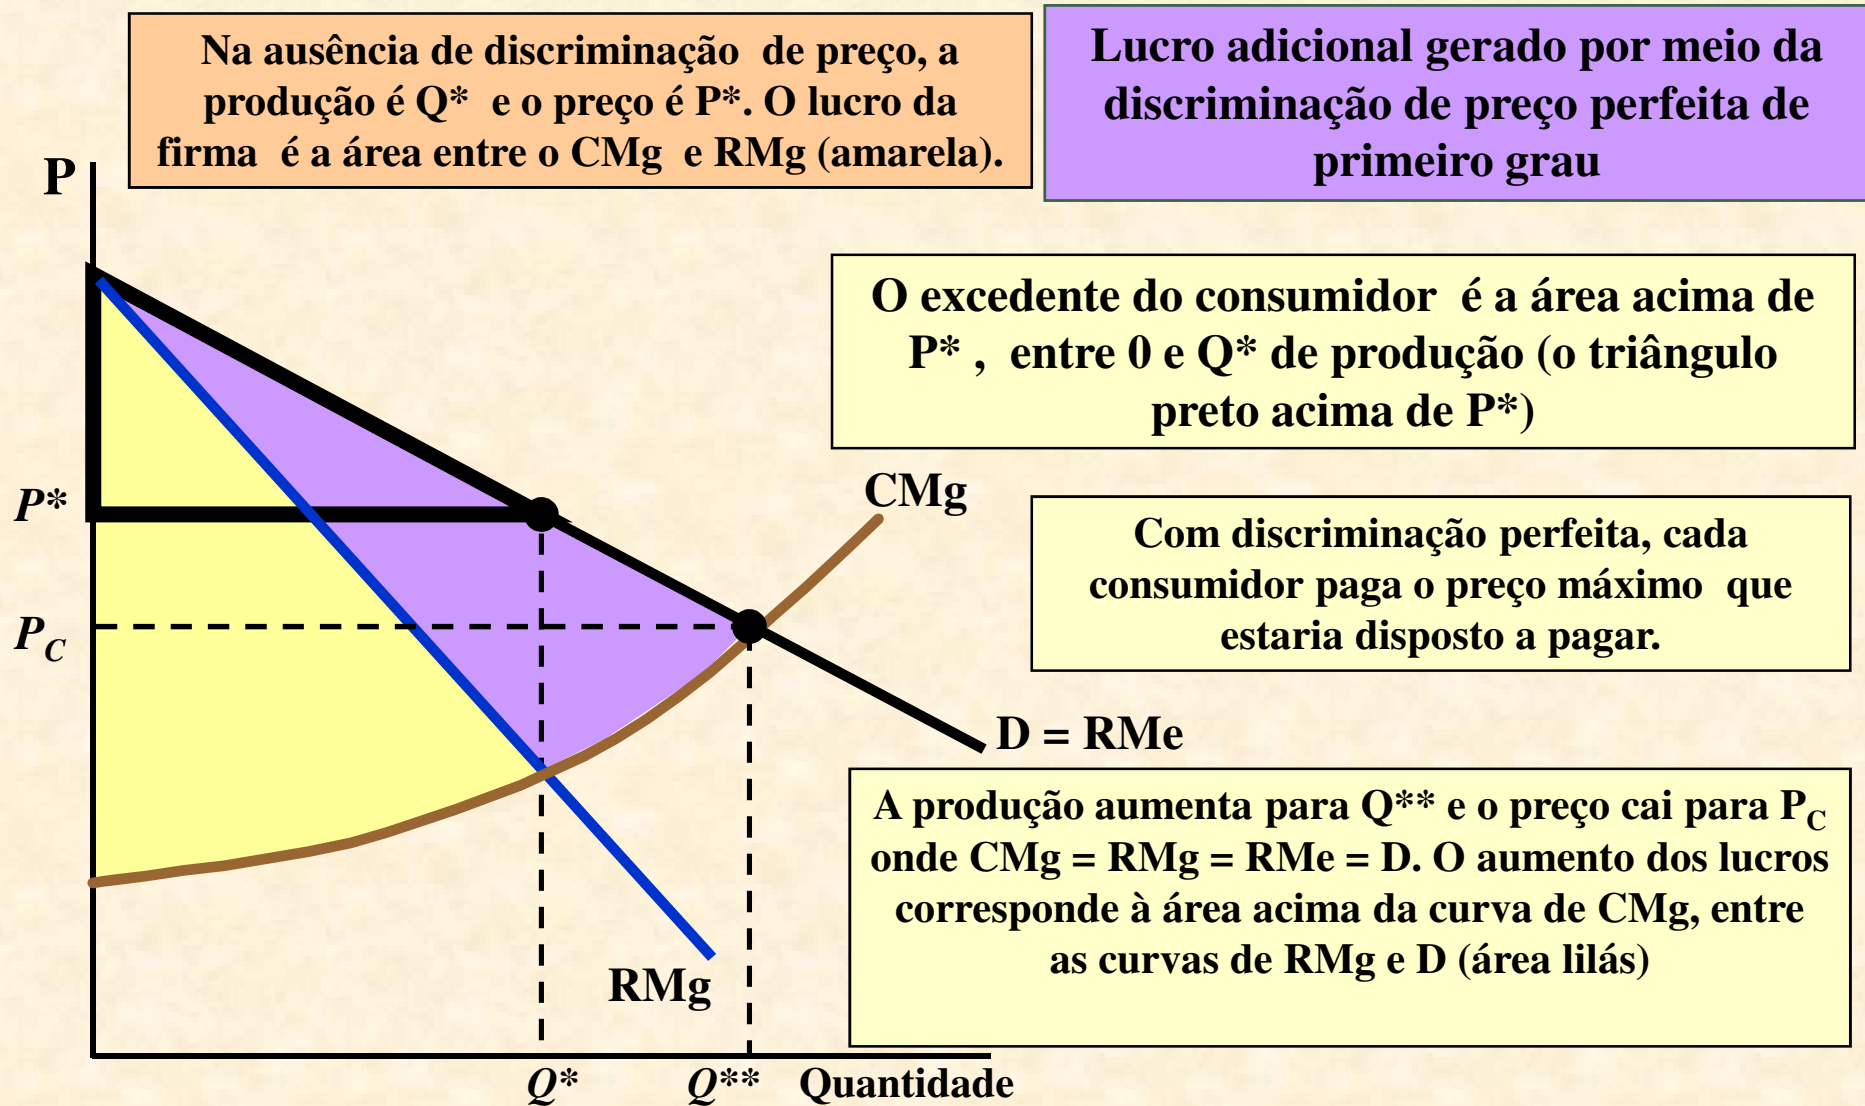 Na ausência de discriminação de preço, a
produção é Q* e o preço é P*. O lucro da
firma é a área entre o CMg e RMg (amarela).
Lucro adicional gerado por meio da
discriminação de preço perfeita de
primeiro grau
P
O excedente do consumidor é a área acima de
P* , entre 0 e Q* de produção (o triângulo
preto acima de P*)
CMg
P*
Com discriminação perfeita, cada
consumidor paga o preço máximo que
estaria disposto a pagar.
PC
D = RMe
A produção aumenta para Q** e o preço cai para PC
onde CMg = RMg = RMe = D. O aumento dos lucros
corresponde à área acima da curva de CMg, entre
as curvas de RMg e D (área lilás)
RMg
Q*
Q**
Quantidade